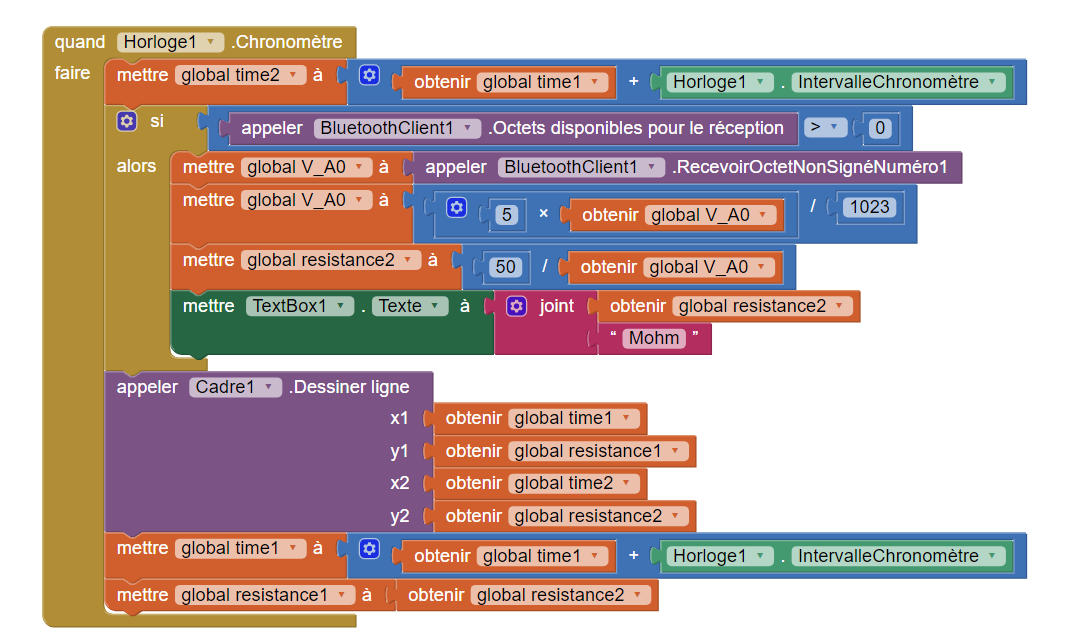 quand Horloge1 .Chronomètre
faire mettre global time2 à obtenir global time1 + Horloge1 . IntervalleChronomètre
si appeler BluetoothClient1 .Octets disponibles pour le réception > 0
alors mettre global V_A0 à appeler BluetoothClient1 .RecevoirOctetNonSignéNuméro1
mettre global V_A0 à 5 × obtenir global V_A0 / 1023
mettre global resistance2 à 50 / obtenir global V_A0
mettre TextBox1 . Texte à joint obtenir global resistance2
“ Mohm ”
appeler Cadre1 .Dessiner ligne
x1 obtenir global time1
y1 obtenir global resistance1
x2 obtenir global time2
y2 obtenir global resistance2
mettre global time1 à obtenir global time1 + Horloge1 . IntervalleChronomètre
mettre global resistance1 à obtenir global resistance2